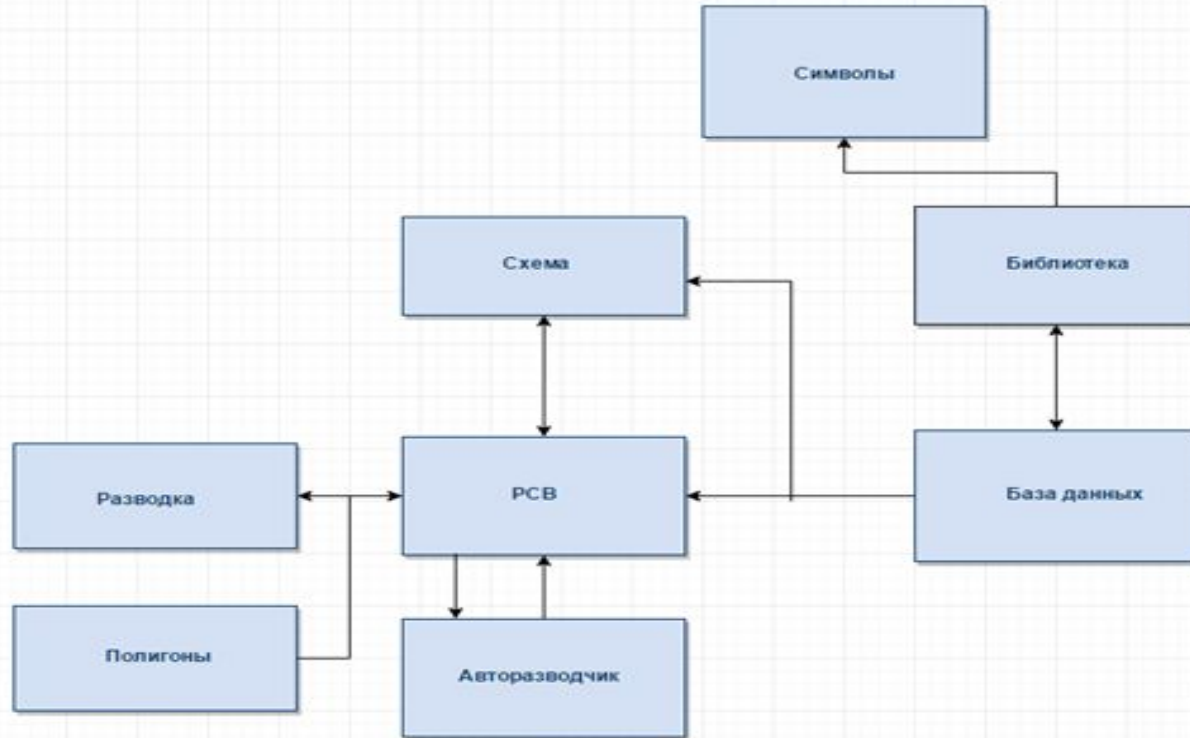 Символы
Схема
Библиотека
Разводка
PCB
База данных
Полигоны
Авторазводчик